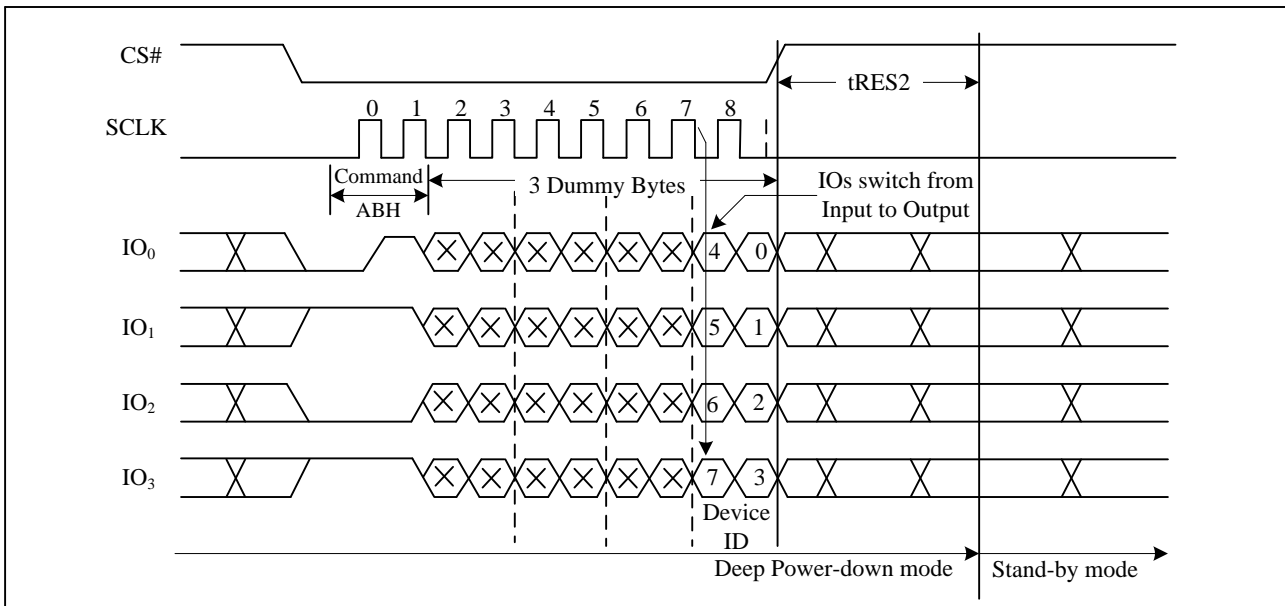 CS#
tRES2
0 1 2 3 4 5 6 7 8
SCLK
Command
ABH
3 Dummy Bytes
IOs switch from
Input to Output
IO0
4 0
IO1
5 1
IO2
6 2
IO3
7 3
Device
ID
Deep Power-down mode
Stand-by mode